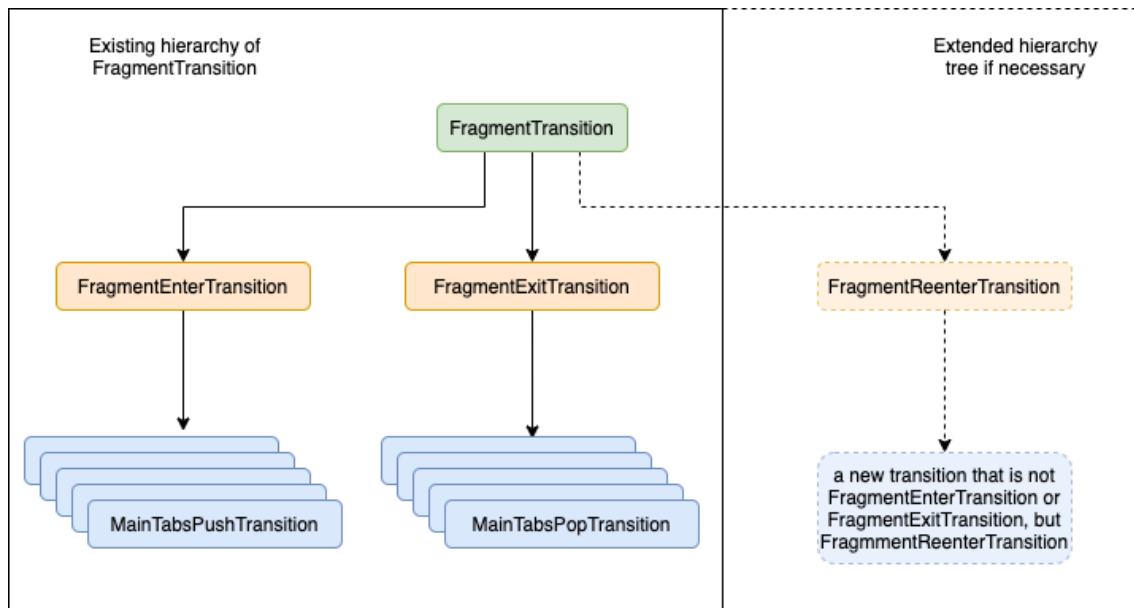 Existing hierarchy of
FragmentTransition
Extended hierarchy
tree if necessary
FragmentTransition
FragmentEnterTransition
FragmentExitTransition
FragmentReenterTransition
MainTabsPushTransition
MainTabsPopTransition
a new transition that is not
FragmentEnterTransition or
FragmentExitTransition, but
FragmmentReenterTransition